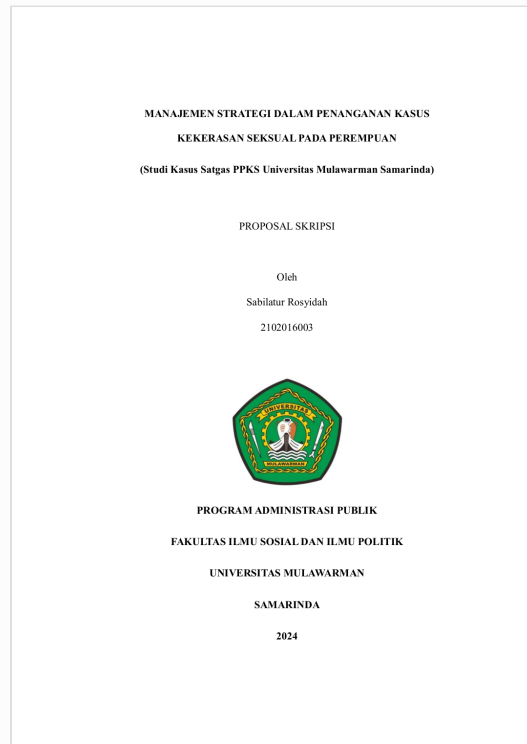 MANAJEMEN STRATEGI DALAM PENANGANAN KASUS
KEKERASAN SEKSUAL PADA PEREMPUAN
(Studi Kasus Satgas PPKS Universitas Mulawarman Samarinda)
PROPOSAL SKRIPSI
Oleh
Sabilatur Rosyidah
2102016003
UNIVERSITAS
MULAWARMAN
PROGRAM ADMINISTRASI PUBLIK
FAKULTAS ILMU SOSIAL DAN ILMU POLITIK
UNIVERSITAS MULAWARMAN
SAMARINDA
2024